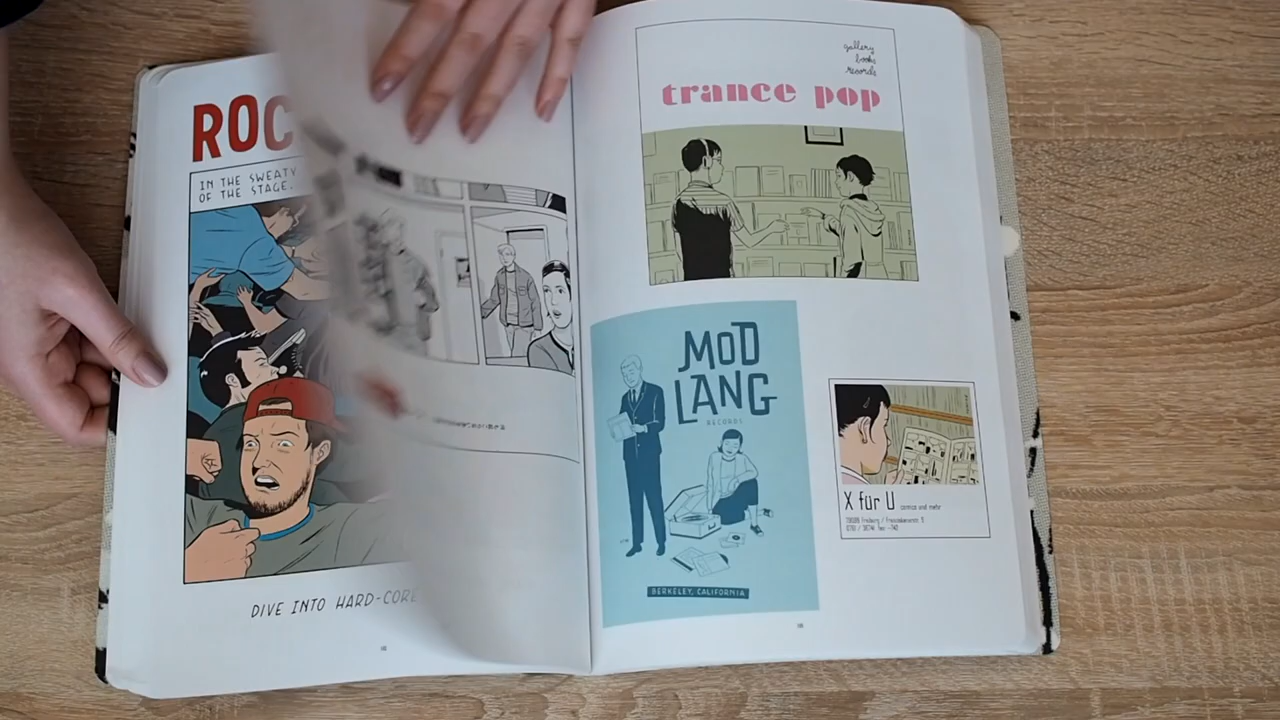 ROC
IN THE SWEATY
OF THE STAGE.
DIVE INTO HARD-CORE
gallery
books
records
trance pop
MOD
LANG
RECORDS
BERKELEY, CALIFORNIA
X für U comics und mehr